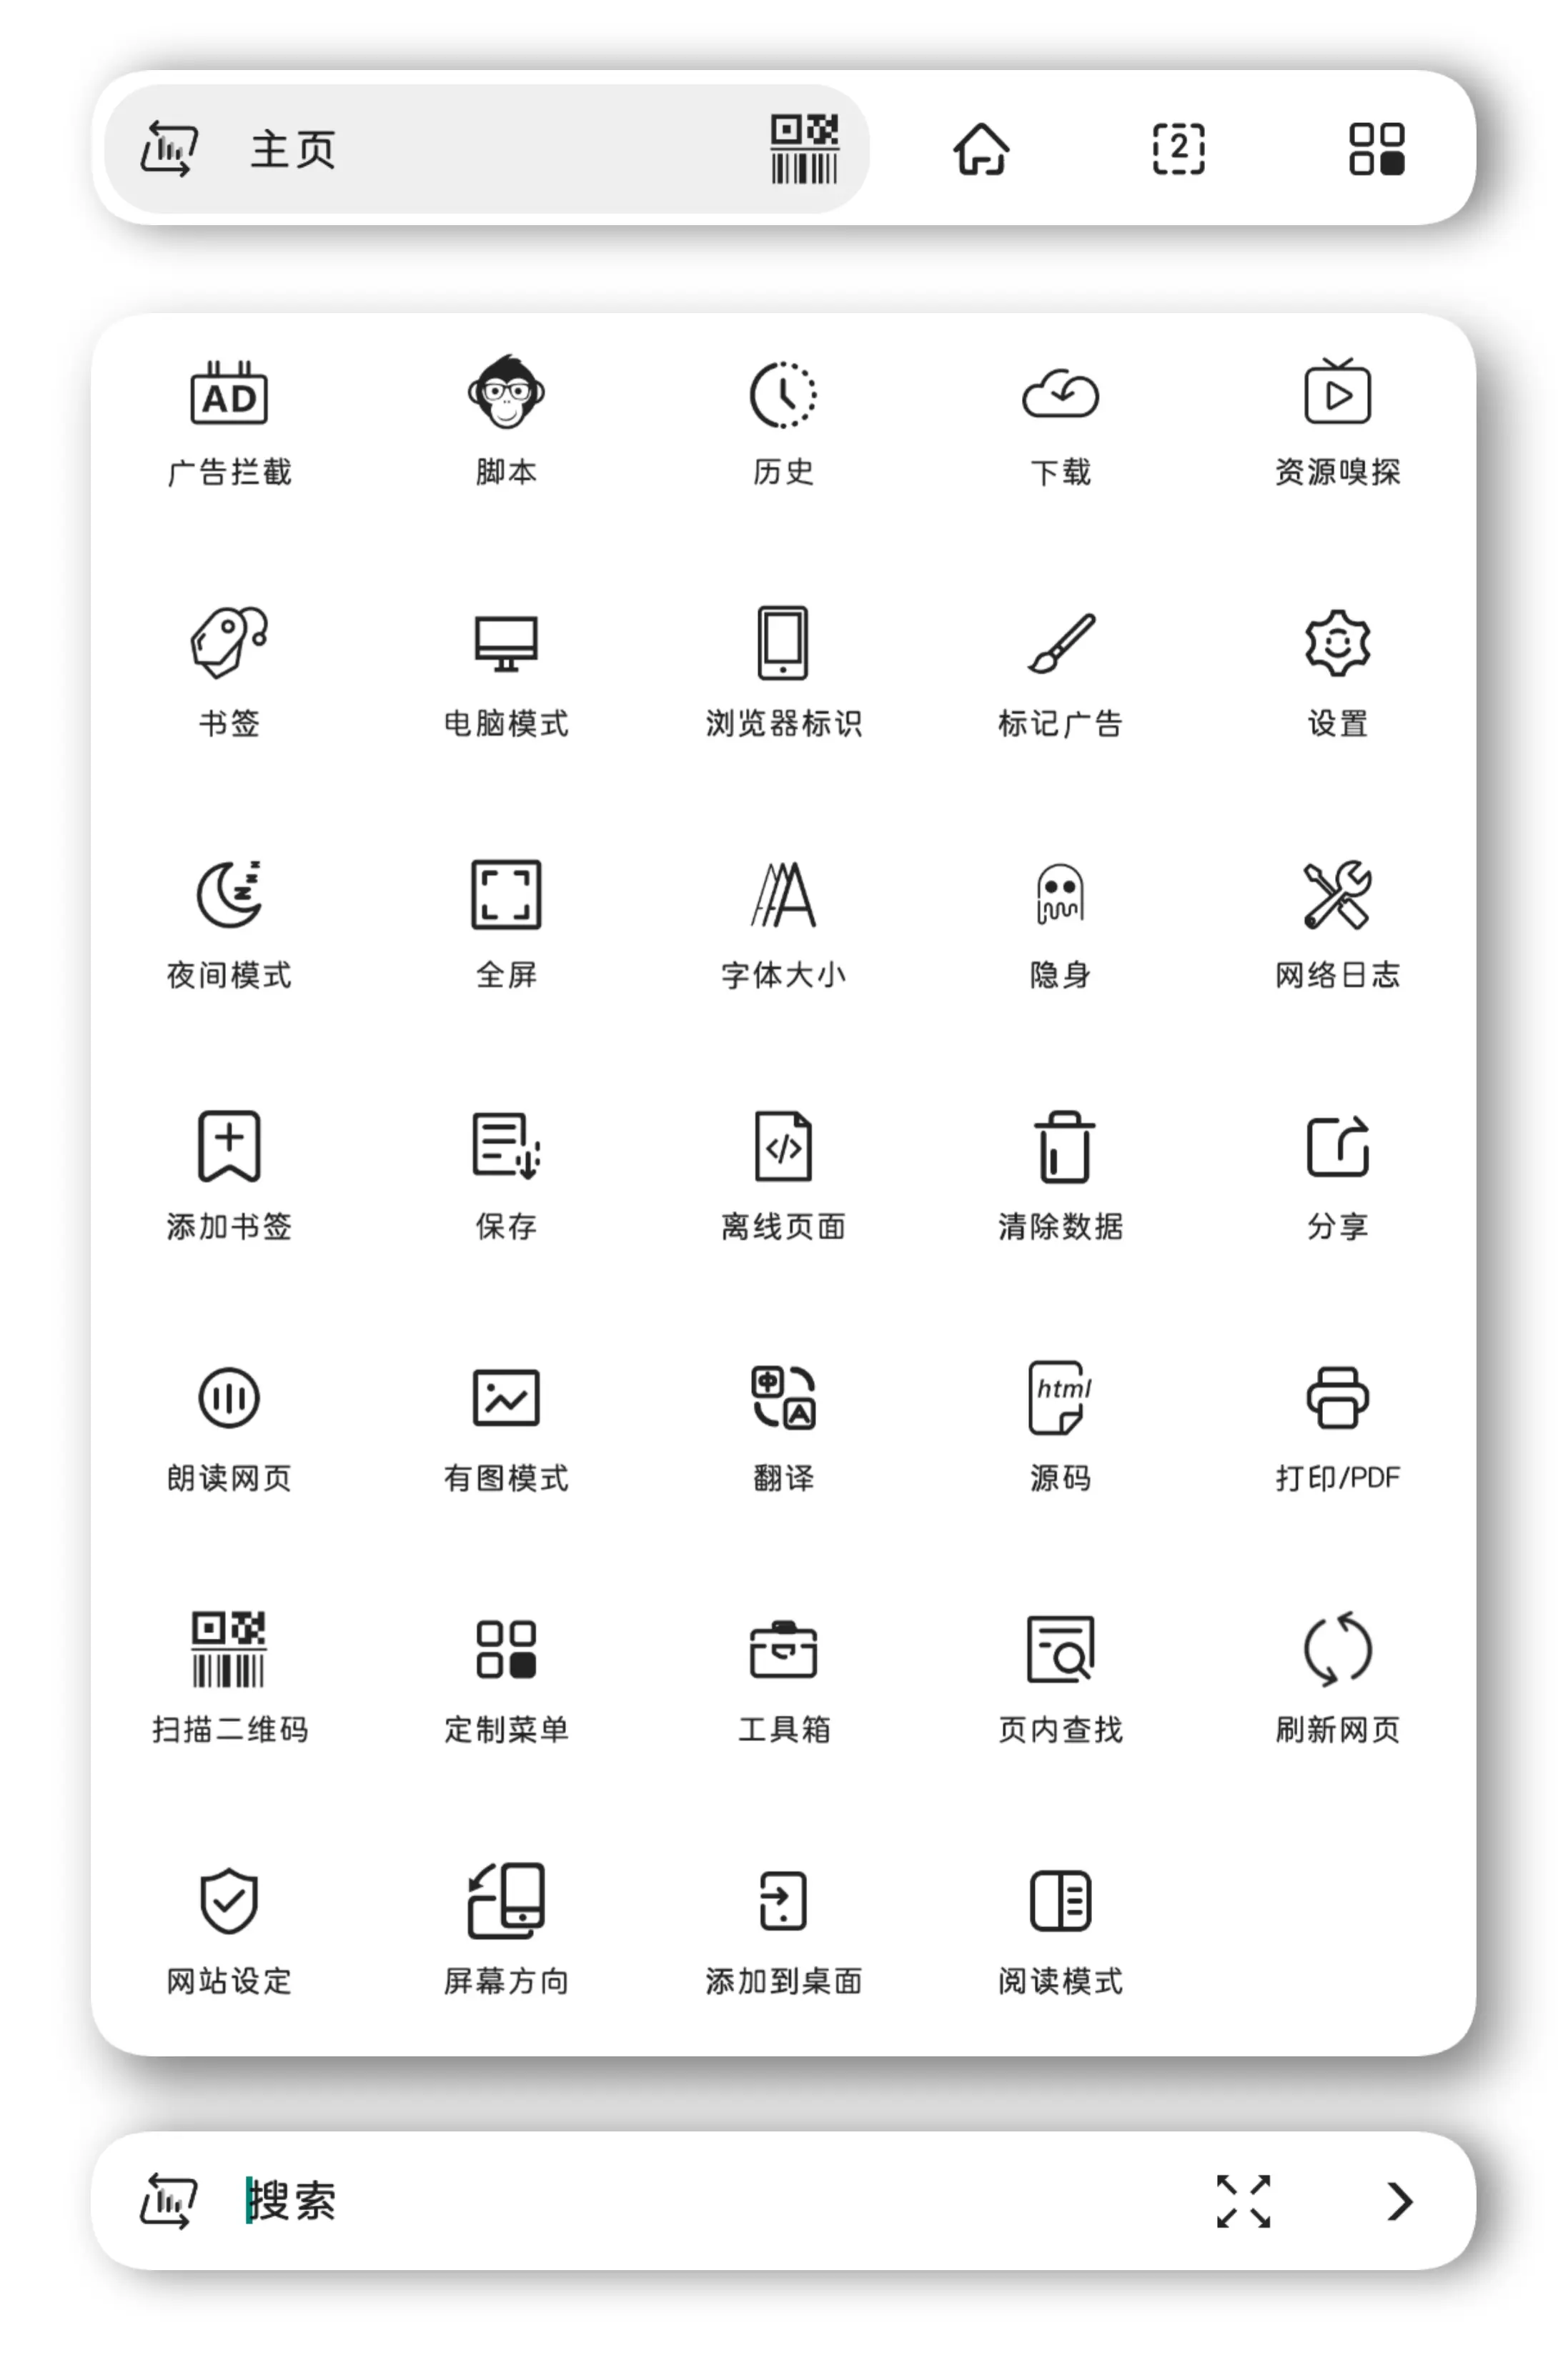 主页
2
AD
广告拦截 脚本 历史 下载 资源嗅探
书签 电脑模式 浏览器标识 标记广告 设置
z
z
z
夜间模式 全屏 字体大小 隐身 网络日志
</>
添加书签 保存 离线页面 清除数据 分享
中 A html
朗读网页 有图模式 翻译 源码 打印/PDF
扫描二维码 定制菜单 工具箱 页内查找 刷新网页
网站设定 屏幕方向 添加到桌面 阅读模式
搜索